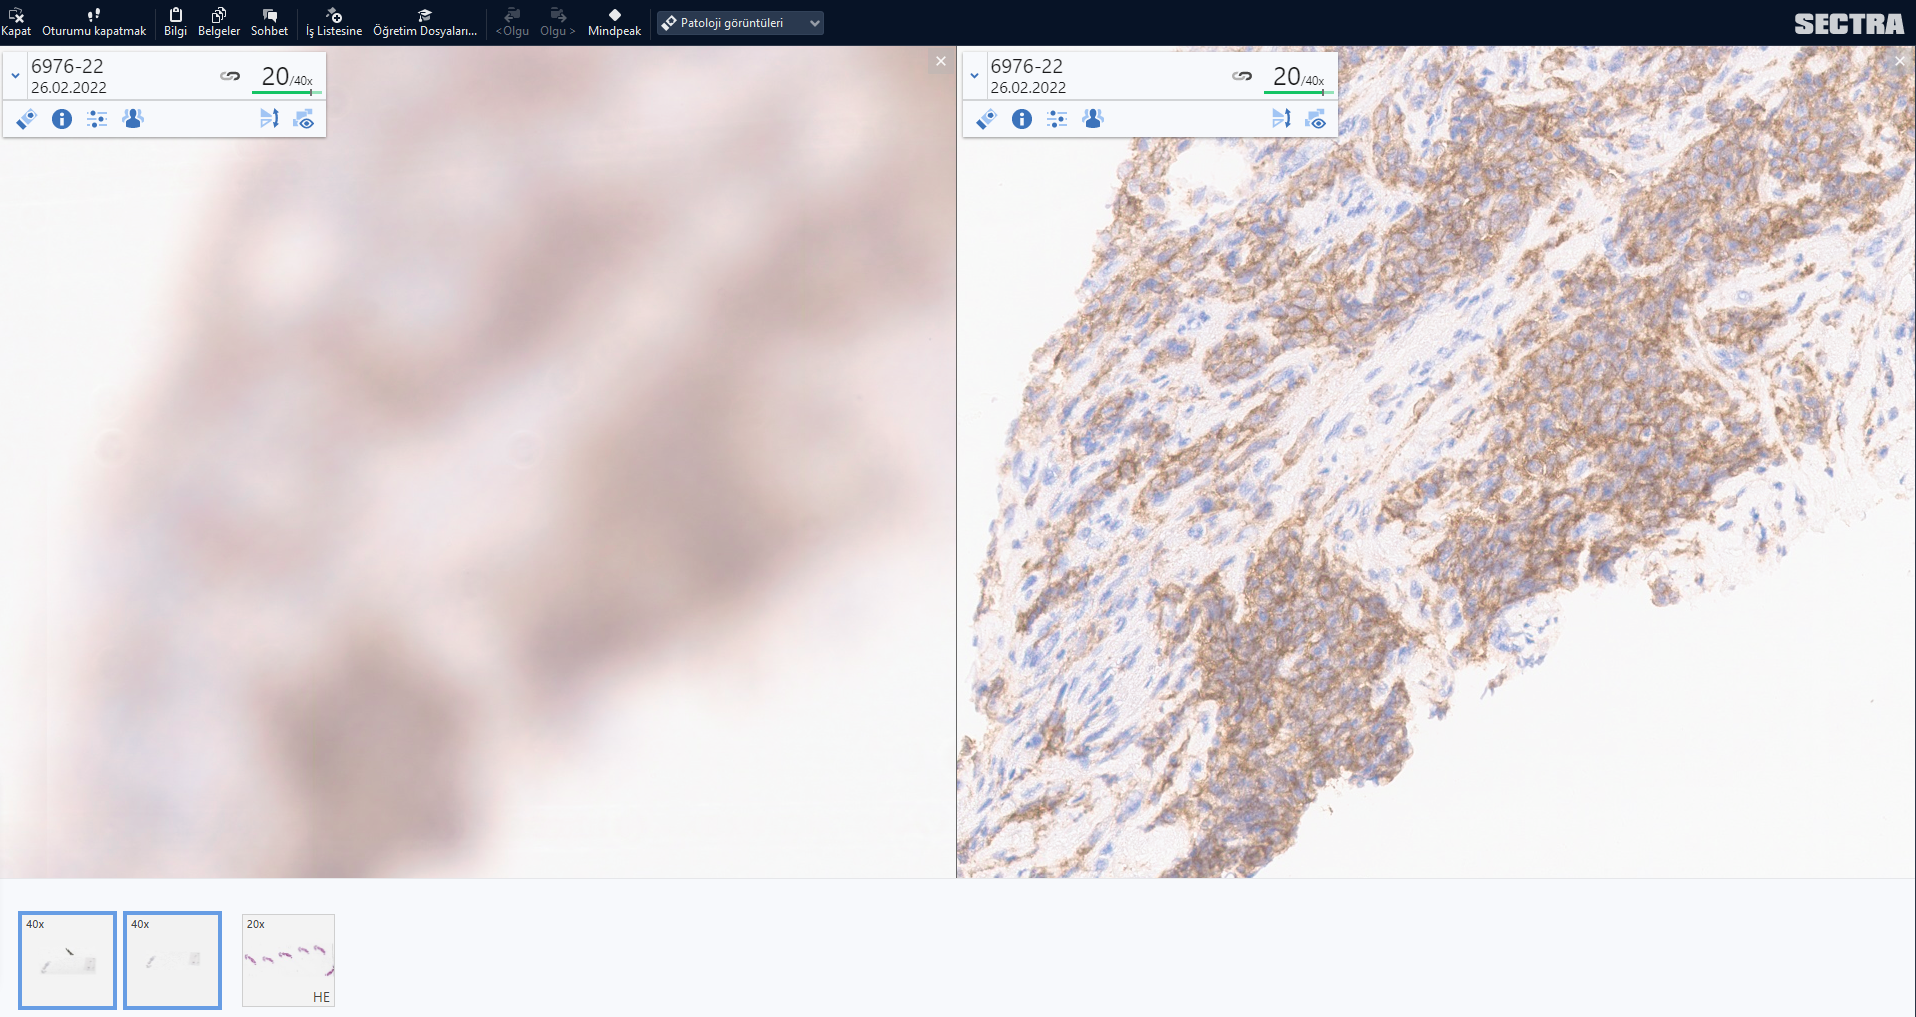 Kapat Oturumu kapatmak Bilgi Belgeler Sohbet İş Listesine Öğretim Dosyaları... <Olgu Olgu > Mindpeak Patoloji görüntüleri SECTRA
6976-22
26.02.2022
20/40x
6976-22
26.02.2022
20/40x
40x
40x
20x
HE